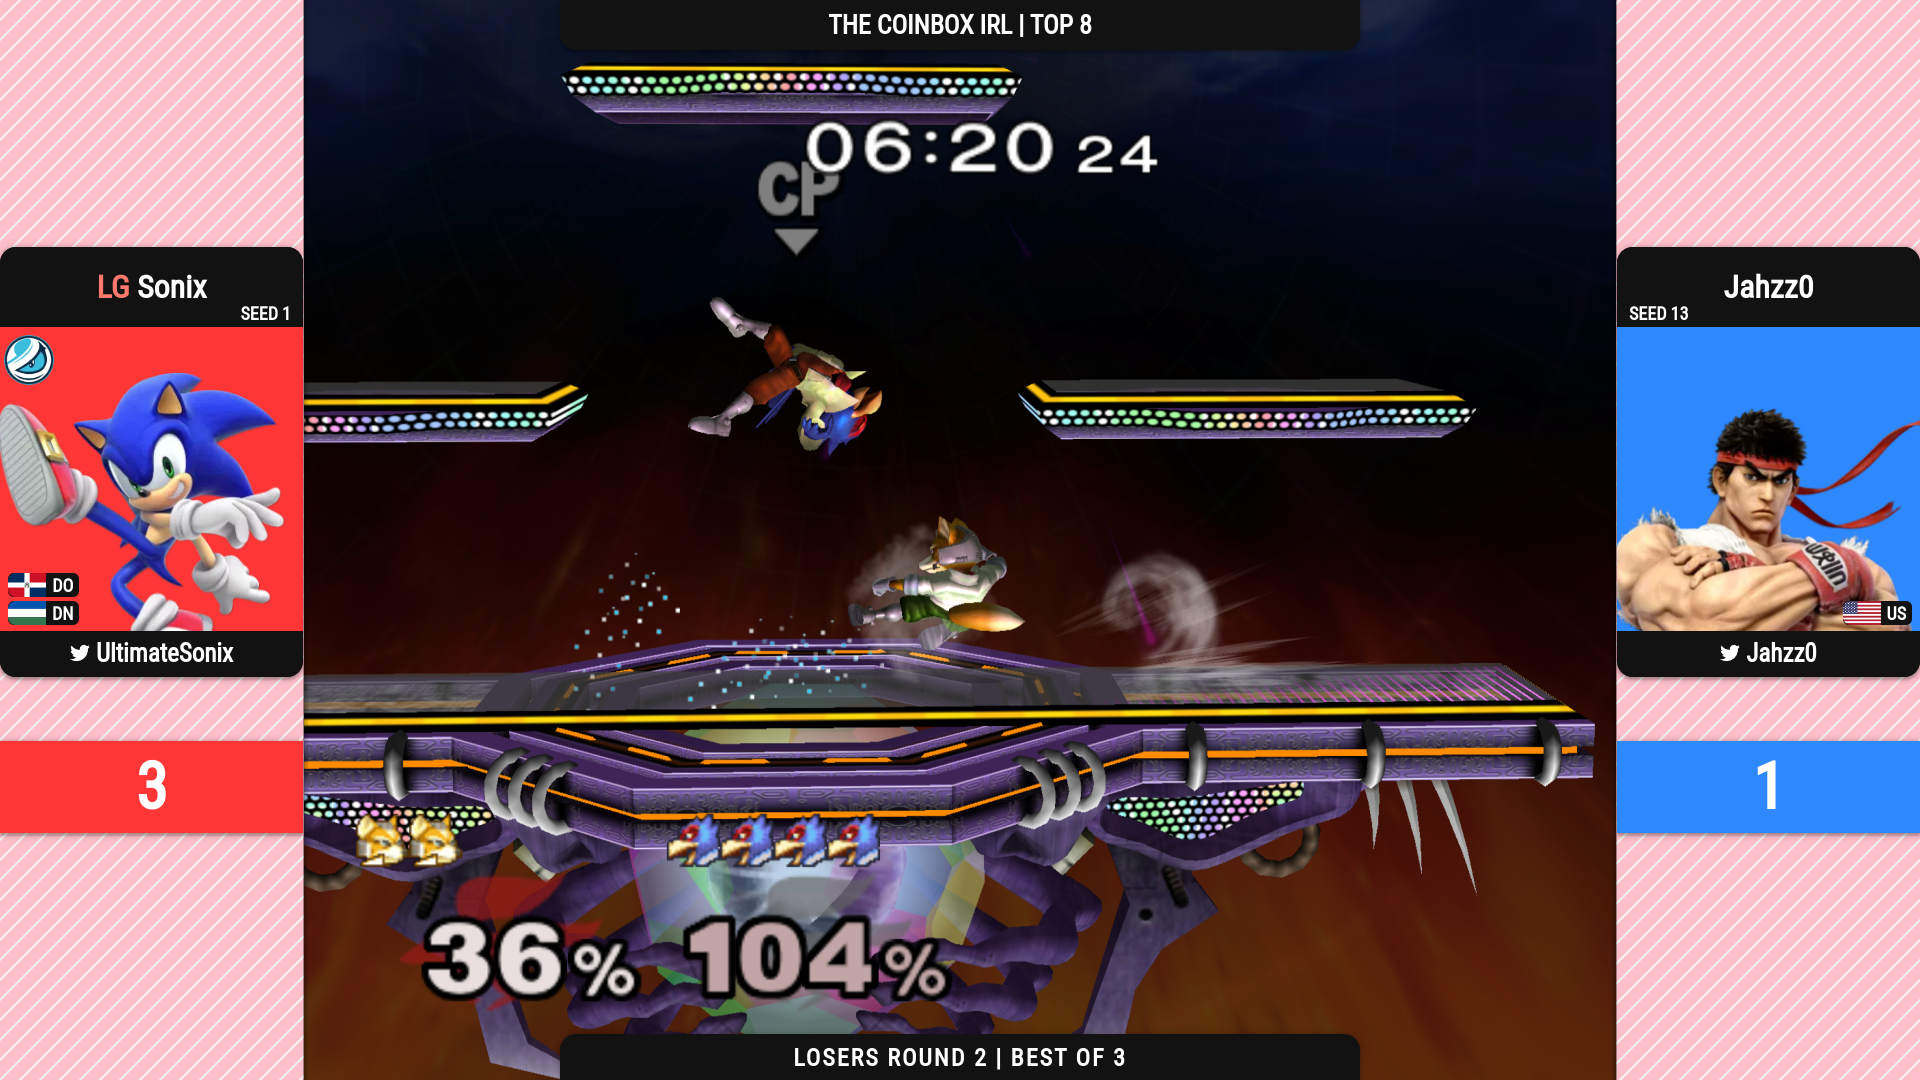 THE COINBOX IRL | TOP 8
06:20 24
CP
LG Sonix
SEED 1
DO
DN
UltimateSonix
3
Jahzz0
SEED 13
US
Jahzz0
1
36% 104%
LOSERS ROUND 2 | BEST OF 3